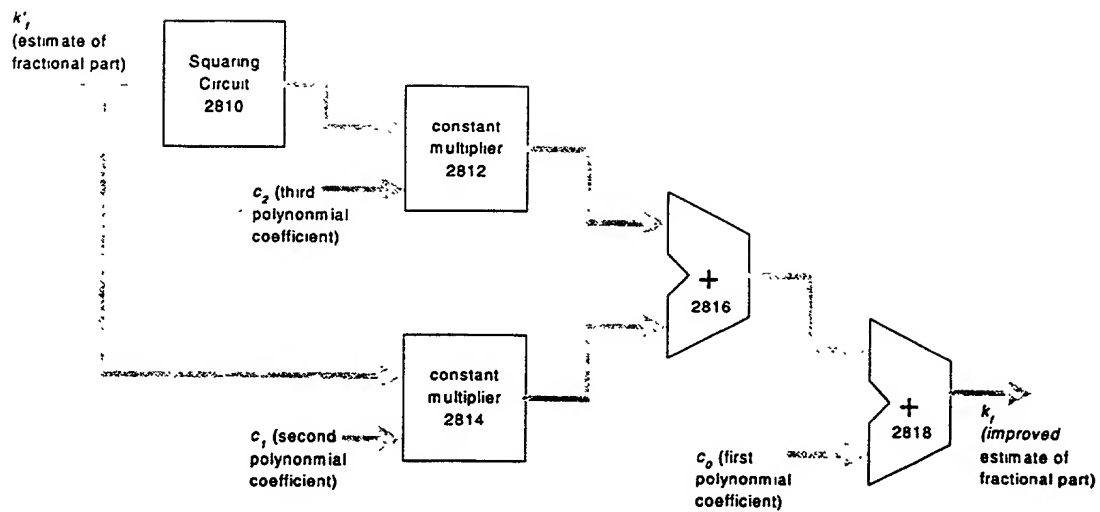 k'f
(estimate of
fractional part)
Squaring
Circuit
2810
constant
multiplier
2812
c2 (third
polynonmial
coefficient)
+
2816
constant
multiplier
2814
c1 (second
polynonmial
coefficient)
+
2818
c0 (first
polynonmial
coefficient)
kf
(improved
estimate of
fractional part)